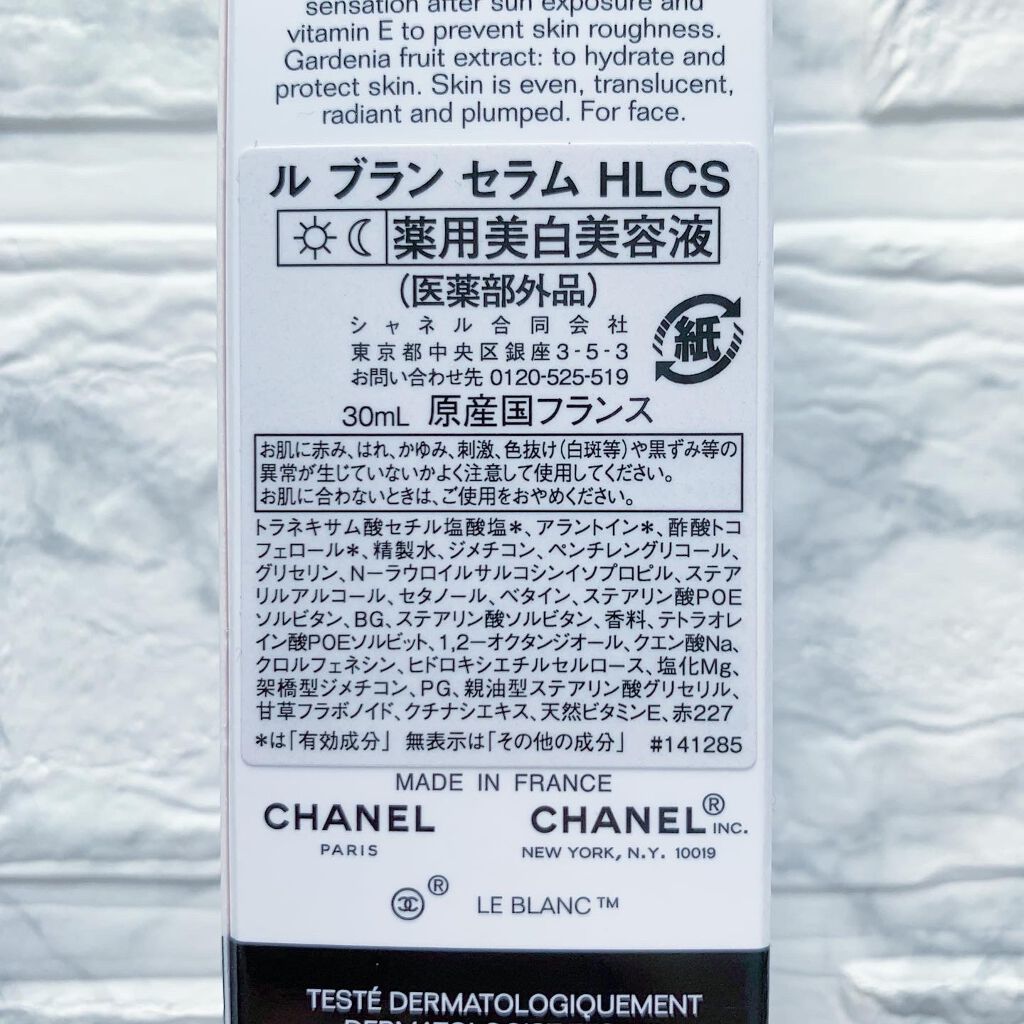 sensation after sun exposure and
vitamin E to prevent skin roughness.
Gardenia fruit extract: to hydrate and
protect skin. Skin is even, translucent,
radiant and plumped. For face.
ル ブラン セラム HLCS
薬用美白美容液
(医薬部外品)
シャネル合同会社
東京都中央区銀座3-5-3
お問い合わせ先 0120-525-519
紙
30mL 原産国フランス
お肌に赤み、はれ、かゆみ、刺激、色抜け(白斑等)や黒ずみ等の
異常が生じていないかよく注意して使用してください。
お肌に合わないときは、ご使用をおやめください。
トラネキサム酸セチル塩酸塩*、アラントイン*、酢酸トコ
フェロール*、精製水、ジメチコン、ペンチレングリコール、
グリセリン、N-ラウロイルサルコシンイソプロピル、ステア
リルアルコール、セタノール、ベタイン、ステアリン酸POE
ソルビタン、BG、ステアリン酸ソルビタン、香料、テトラオレ
イン酸POEソルビット、1,2-オクタンジオール、クエン酸Na、
クロルフェネシン、ヒドロキシエチルセルロース、塩化Mg、
架橋型ジメチコン、PG、親油型ステアリン酸グリセリル、
甘草フラボノイド、クチナシエキス、天然ビタミンE、赤227
*は「有効成分」 無表示は「その他の成分」 #141285
MADE IN FRANCE
CHANEL CHANEL® INC.
PARIS NEW YORK, N.Y. 10019
® LE BLANC™
TESTÉ DERMATOLOGIQUEMENT